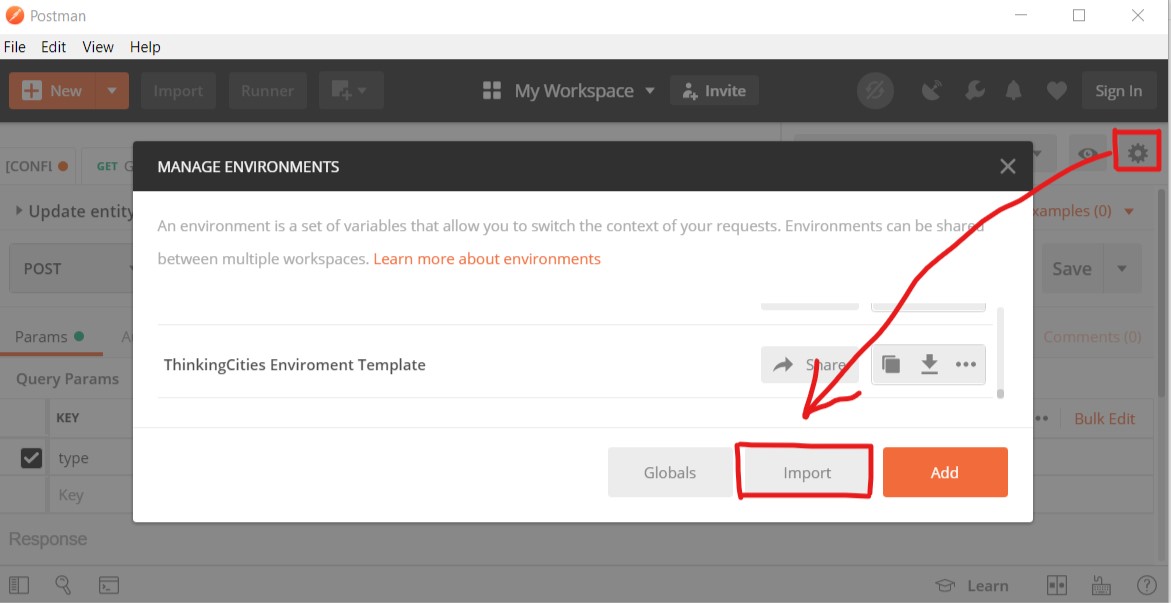 Postman
File Edit View Help
New Import Runner My Workspace Invite Sign In
[CONFL GET G
MANAGE ENVIRONMENTS
Update entity
An environment is a set of variables that allow you to switch the context of your requests. Environments can be shared
xamples (0)
between multiple workspaces. Learn more about environments
POST Save
Params A Comments (0)
ThinkingCities Enviroment Template Share
Query Params
KEY Bulk Edit
type
Globals Import Add
Key
Response
Learn